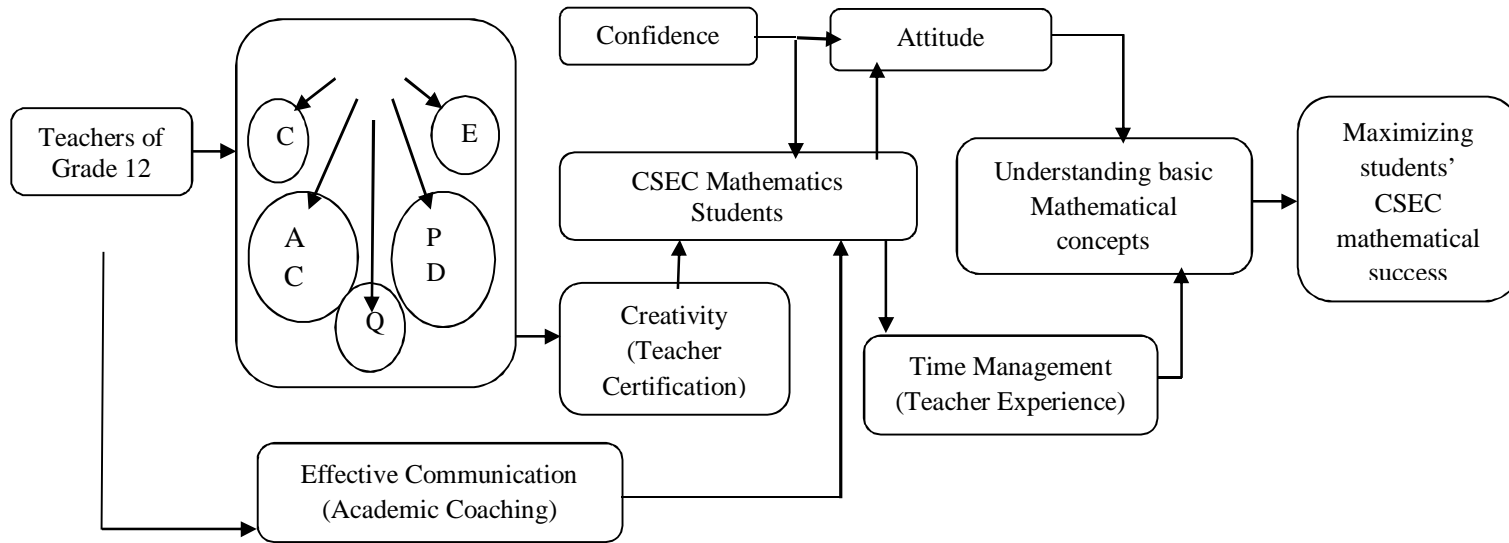 Teachers of
Grade 12
C
E
A
C
P
D
Q
Confidence
Attitude
CSEC Mathematics
Students
Creativity
(Teacher
Certification)
Effective Communication
(Academic Coaching)
Time Management
(Teacher Experience)
Understanding basic
Mathematical
concepts
Maximizing
students’
CSEC
mathematical
success